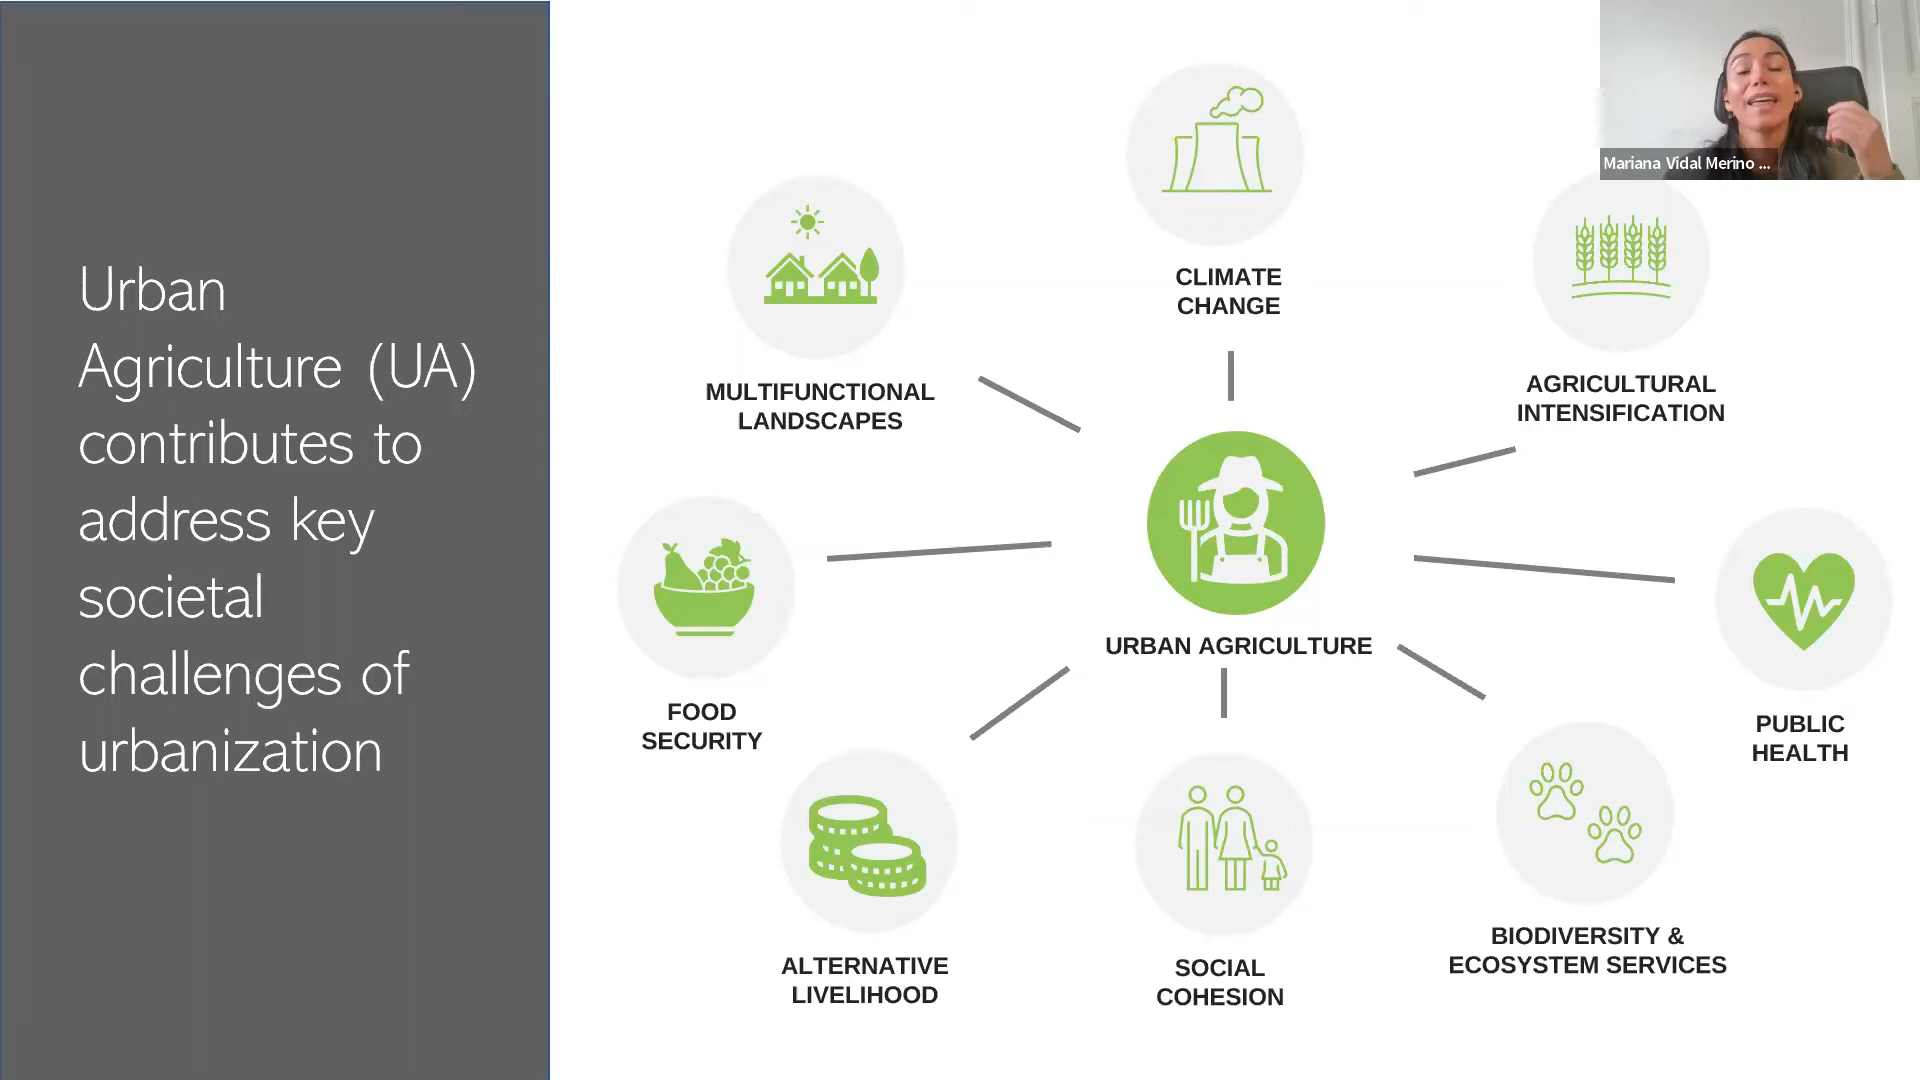 Urban
Agriculture (UA)
contributes to
address key
societal
challenges of
urbanization
CLIMATE
CHANGE
MULTIFUNCTIONAL
LANDSCAPES
AGRICULTURAL
INTENSIFICATION
URBAN AGRICULTURE
FOOD
SECURITY
PUBLIC
HEALTH
ALTERNATIVE
LIVELIHOOD
SOCIAL
COHESION
BIODIVERSITY &
ECOSYSTEM SERVICES
Mariana Vidal Merino ...